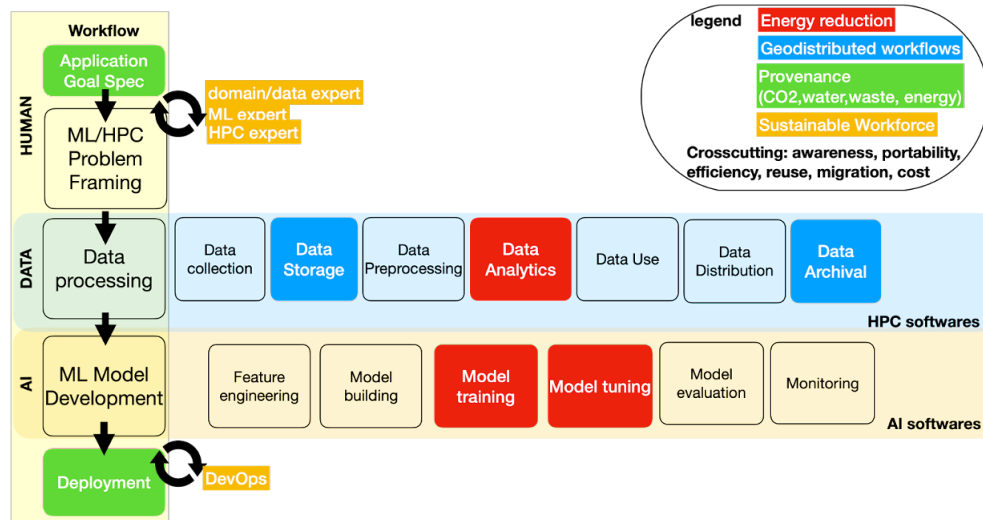 Workflow
Application
Goal Spec
HUMAN
domain/data expert
ML expert
HPC expert
ML/HPC
Problem
Framing
legend
Energy reduction
Geodistributed workflows
Provenance
(CO2,water,waste, energy)
Sustainable Workforce
Crosscutting: awareness, portability,
efficiency, reuse, migration, cost
DATA
Data
processing
Data
collection
Data
Storage
Data
Preprocessing
Data
Analytics
Data Use
Data
Distribution
Data
Archival
HPC softwares
AI
ML Model
Development
Feature
engineering
Model
building
Model
training
Model tuning
Model
evaluation
Monitoring
AI softwares
Deployment
DevOps